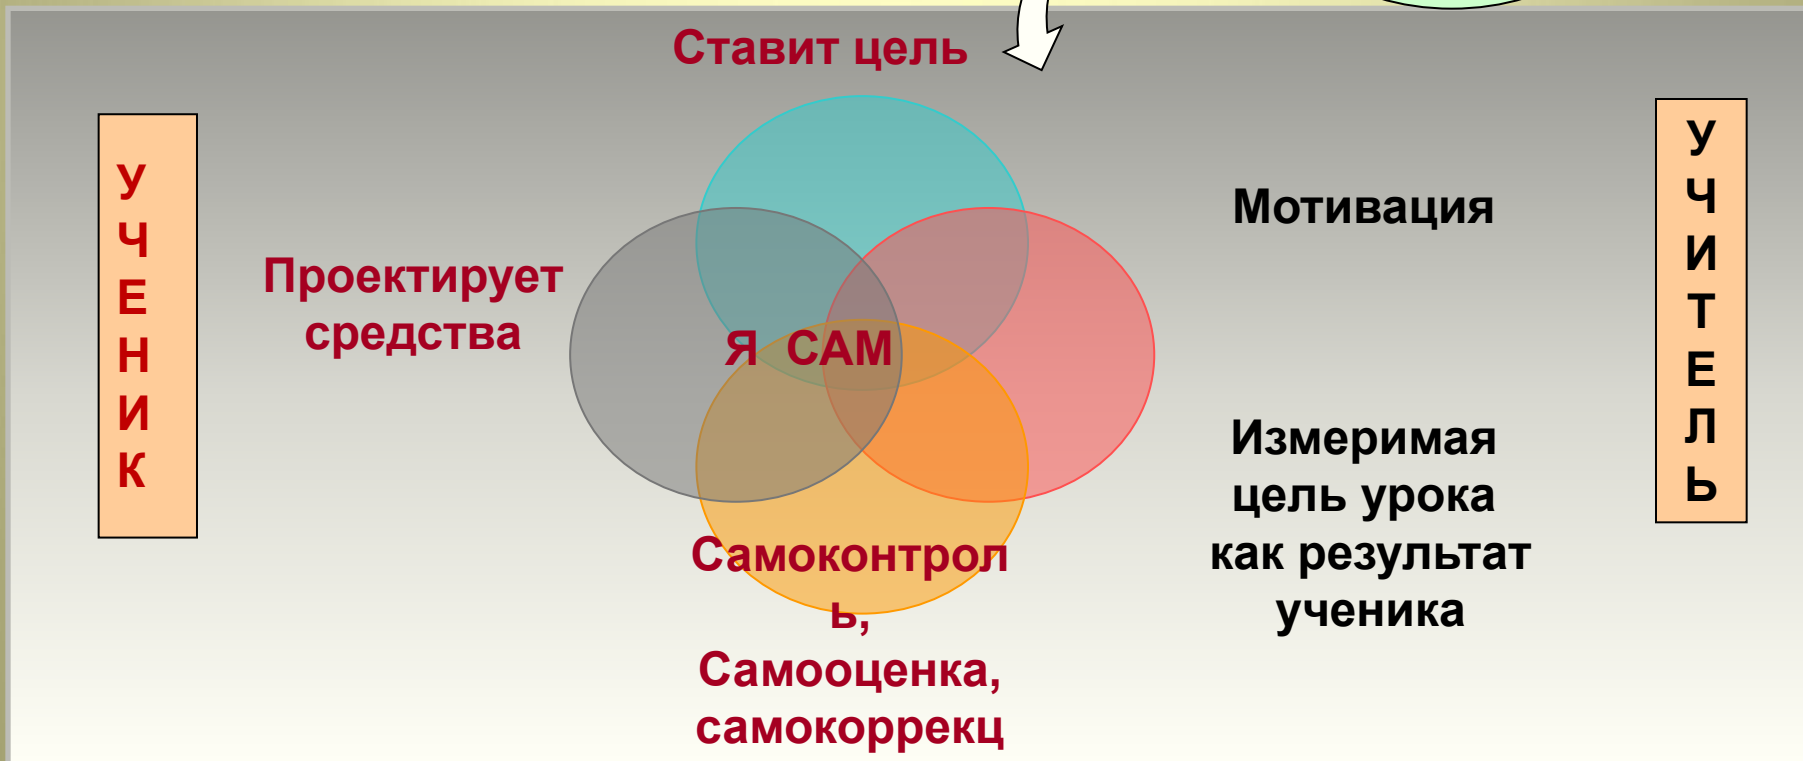 Ставит цель
У
Ч
Е
Н
И
К
Проектирует
средства
Я САМ
Самоконтрол
ь,
Самооценка,
самокоррекц
Мотивация
Измеримая
цель урока
как результат
ученика
У
Ч
И
Т
Е
Л
Ь